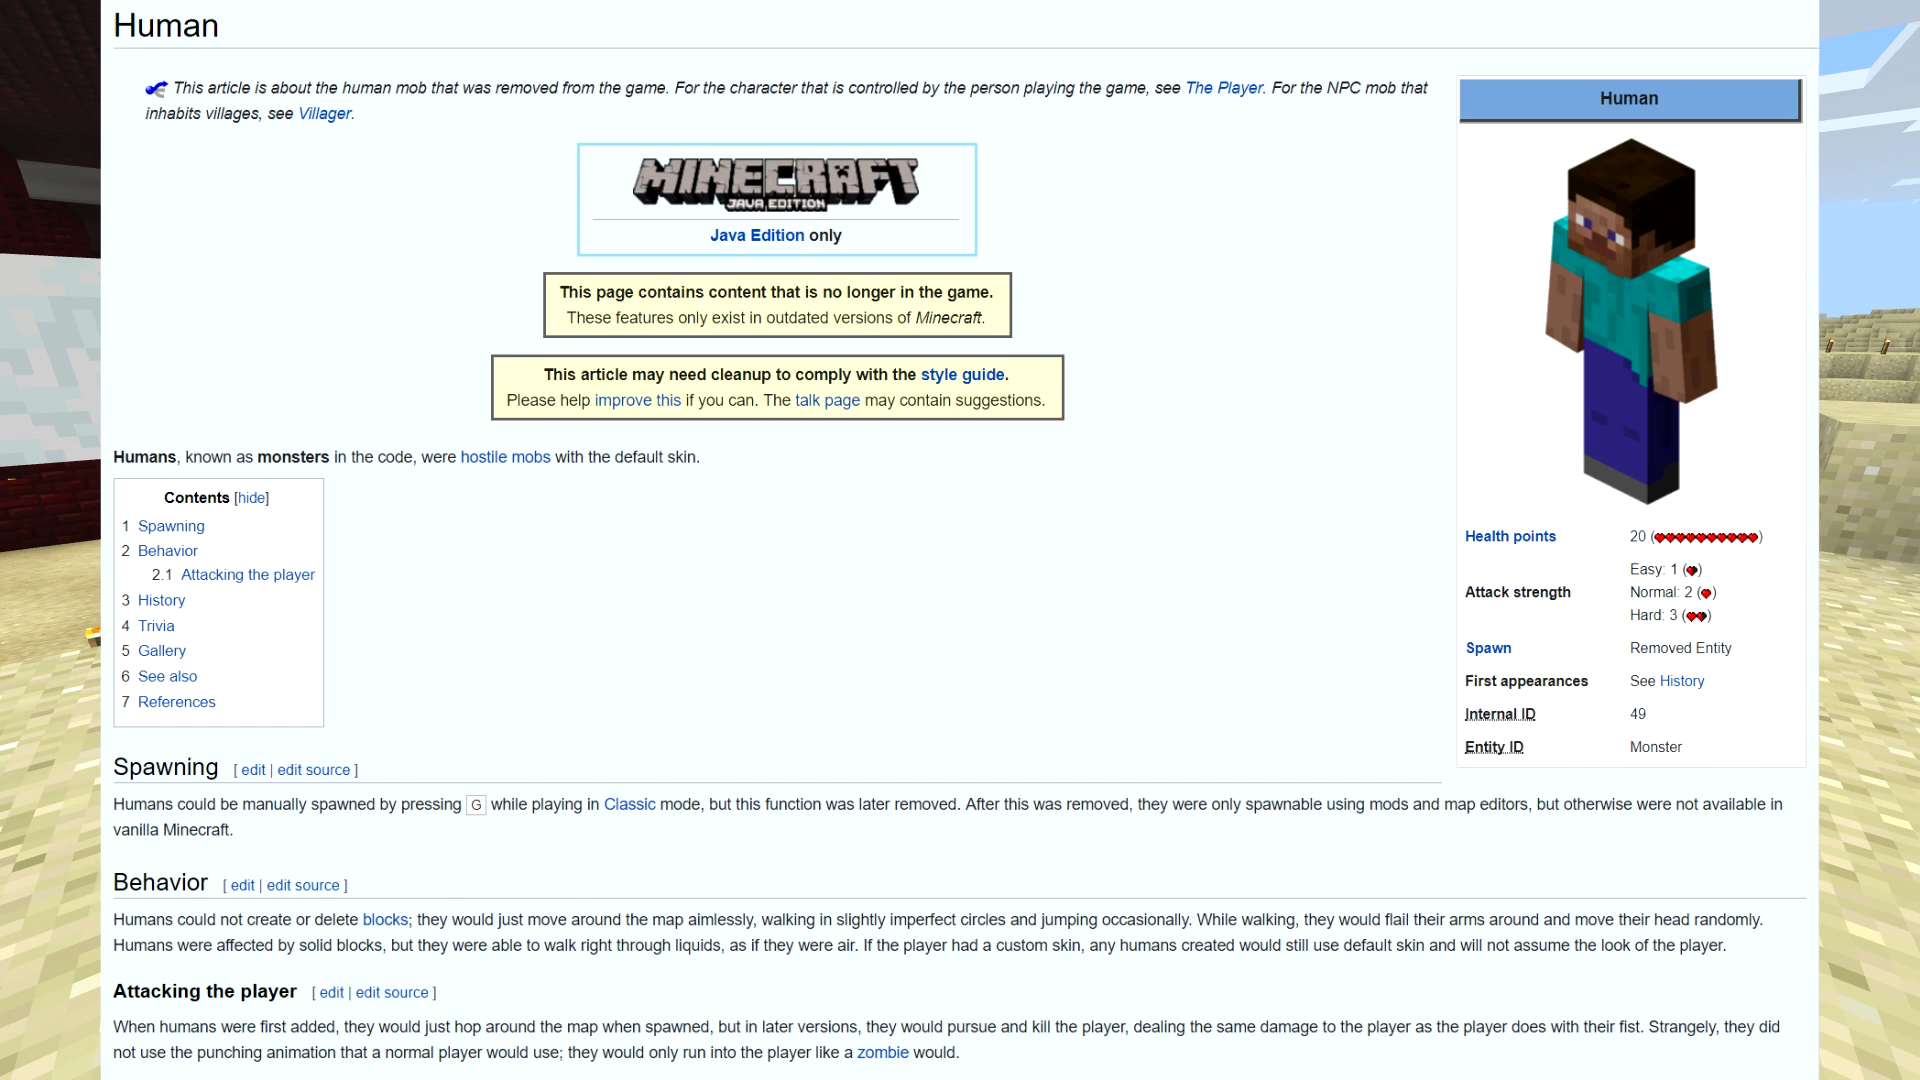 Human
This article is about the human mob that was removed from the game. For the character that is controlled by the person playing the game, see The Player. For the NPC mob that
inhabits villages, see Villager.
MINECRAFT
JAVA EDITION
Java Edition only
This page contains content that is no longer in the game.
These features only exist in outdated versions of Minecraft.
This article may need cleanup to comply with the style guide.
Please help improve this if you can. The talk page may contain suggestions.
Humans, known as monsters in the code, were hostile mobs with the default skin.
Contents [hide]
1 Spawning
2 Behavior
2.1 Attacking the player
3 History
4 Trivia
5 Gallery
6 See also
7 References
Human
Health points 20 ()
Attack strength
Easy: 1 ()
Normal: 2 ()
Hard: 3 ()
Spawn Removed Entity
First appearances See History
Internal ID 49
Entity ID Monster
Spawning [ edit | edit source ]
Humans could be manually spawned by pressing G while playing in Classic mode, but this function was later removed. After this was removed, they were only spawnable using mods and map editors, but otherwise were not available in
vanilla Minecraft.
Behavior [ edit | edit source ]
Humans could not create or delete blocks; they would just move around the map aimlessly, walking in slightly imperfect circles and jumping occasionally. While walking, they would flail their arms around and move their head randomly.
Humans were affected by solid blocks, but they were able to walk right through liquids, as if they were air. If the player had a custom skin, any humans created would still use default skin and will not assume the look of the player.
Attacking the player [ edit | edit source ]
When humans were first added, they would just hop around the map when spawned, but in later versions, they would pursue and kill the player, dealing the same damage to the player as the player does with their fist. Strangely, they did
not use the punching animation that a normal player would use; they would only run into the player like a zombie would.